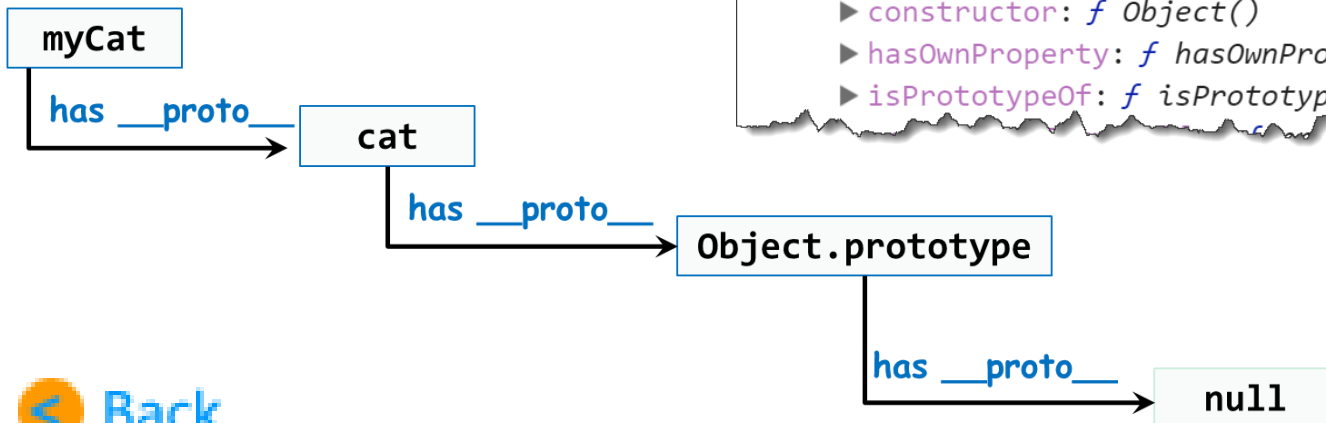 constructor: ƒ Object()
myCat
hasOwnProperty: ƒ hasOwnPro
isPrototypeOf: ƒ isPrototyp
has __proto__
cat
has __proto__
Object.prototype
has __proto__
null
< Back